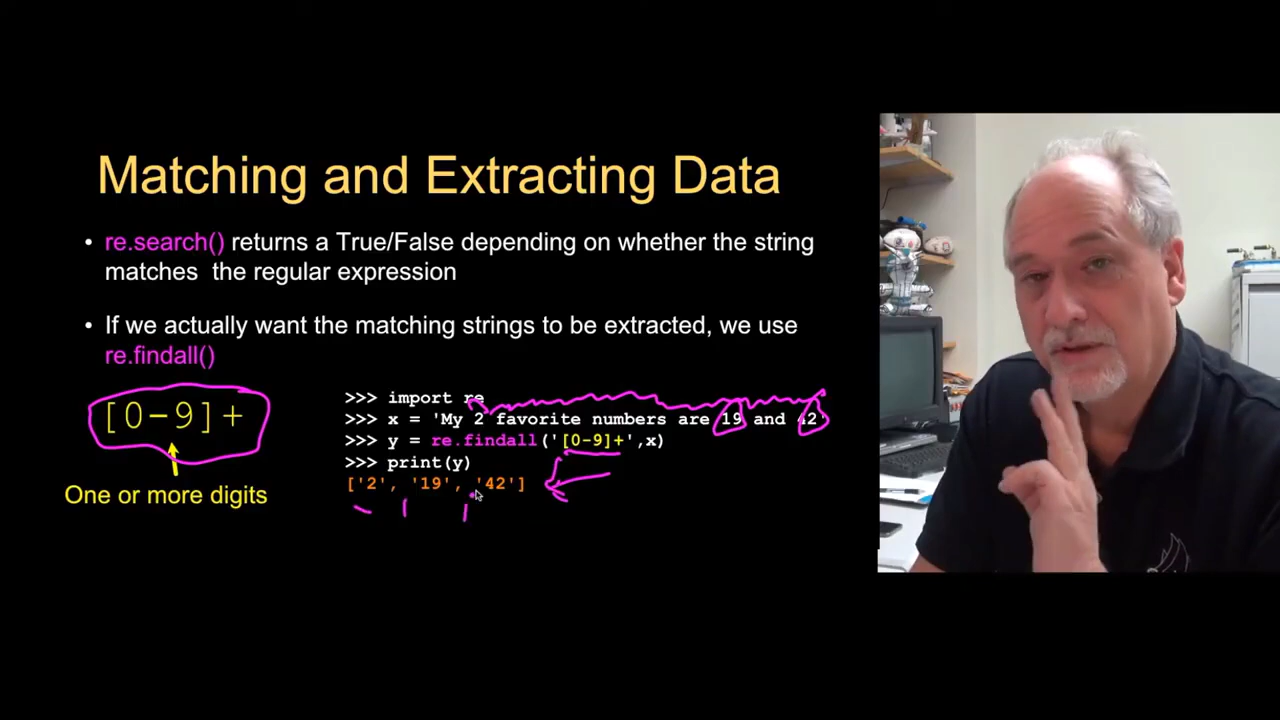 Matching and Extracting Data
• re.search() returns a True/False depending on whether the string
matches the regular expression
• If we actually want the matching strings to be extracted, we use
re.findall()
[0-9]+
One or more digits
>>> import re
>>> x = 'My 2 favorite numbers are 19 and 42'
>>> y = re.findall('[0-9]+',x)
>>> print(y)
['2', '19', '42']